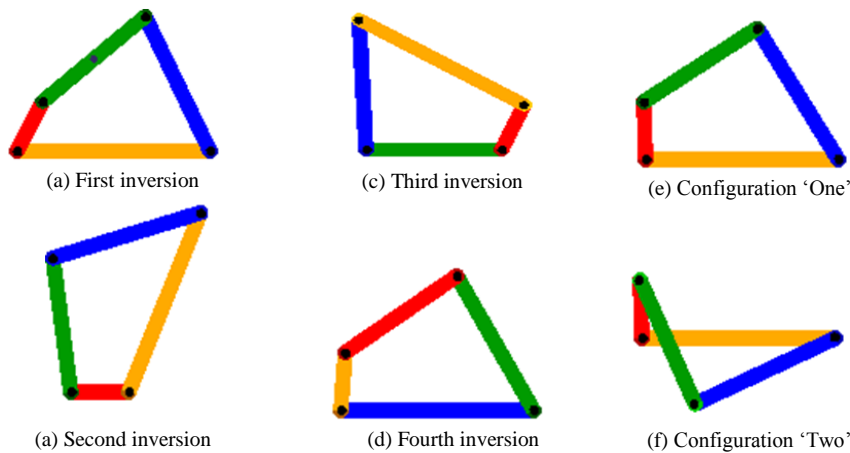 (a) First inversion
(c) Third inversion
(e) Configuration ‘One’
(a) Second inversion
(d) Fourth inversion
(f) Configuration ‘Two’